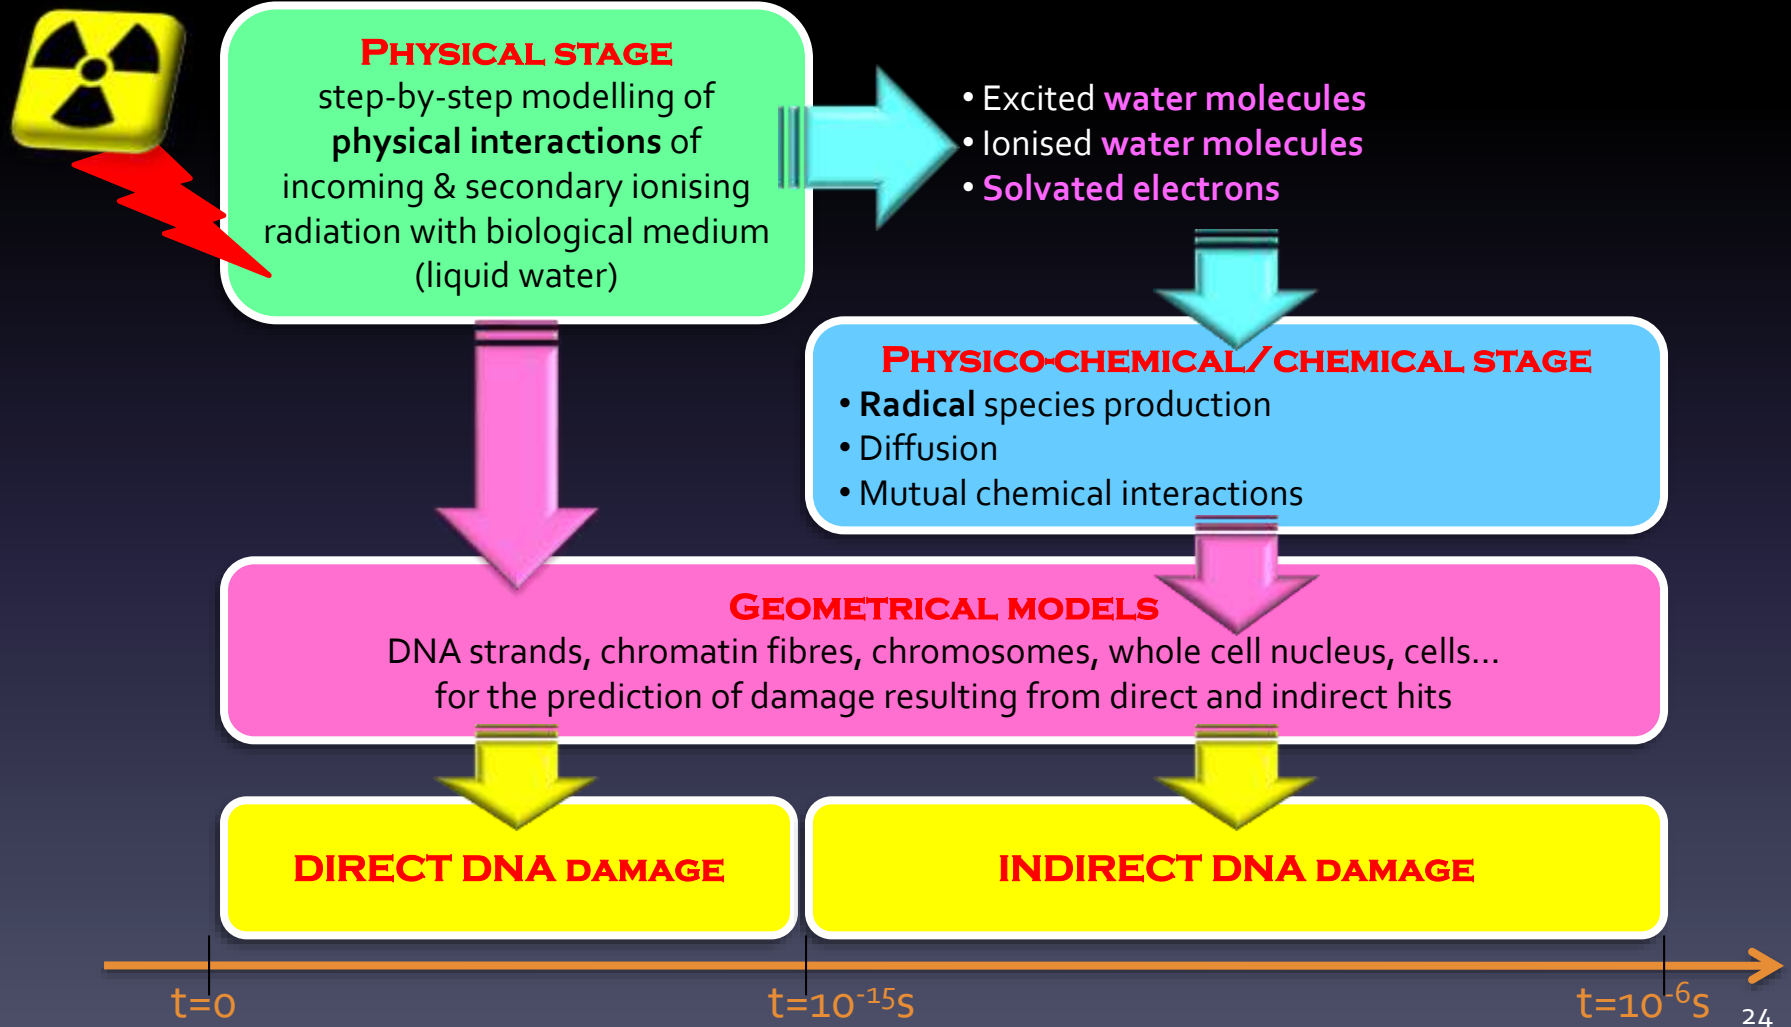 PHYSICAL STAGE
step-by-step modelling of
physical interactions of
incoming & secondary ionising
radiation with biological medium
(liquid water)
• Excited water molecules
• Ionised water molecules
• Solvated electrons
PHYSICO-CHEMICAL/CHEMICAL STAGE
• Radical species production
• Diffusion
• Mutual chemical interactions
GEOMETRICAL MODELS
DNA strands, chromatin fibres, chromosomes, whole cell nucleus, cells...
for the prediction of damage resulting from direct and indirect hits
DIRECT DNA DAMAGE
INDIRECT DNA DAMAGE
t=0
t=10⁻¹⁵s
t=10⁻⁶s
24